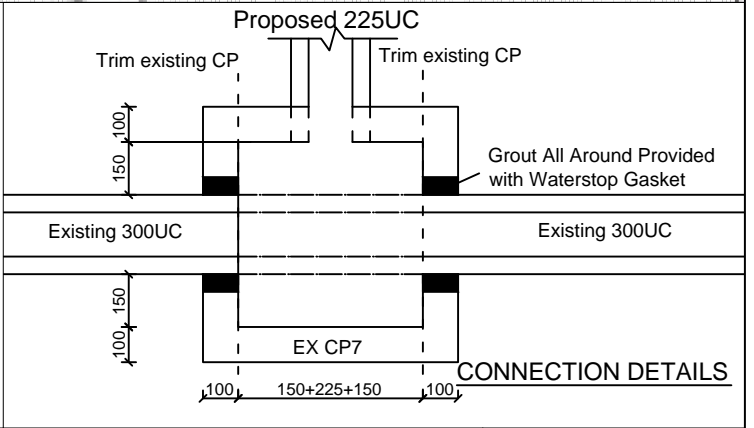 Proposed 225UC
Trim existing CP
Trim existing CP
100
150
Grout All Around Provided
with Waterstop Gasket
Existing 300UC
Existing 300UC
150
100
EX CP7
CONNECTION DETAILS
100
150+225+150
100